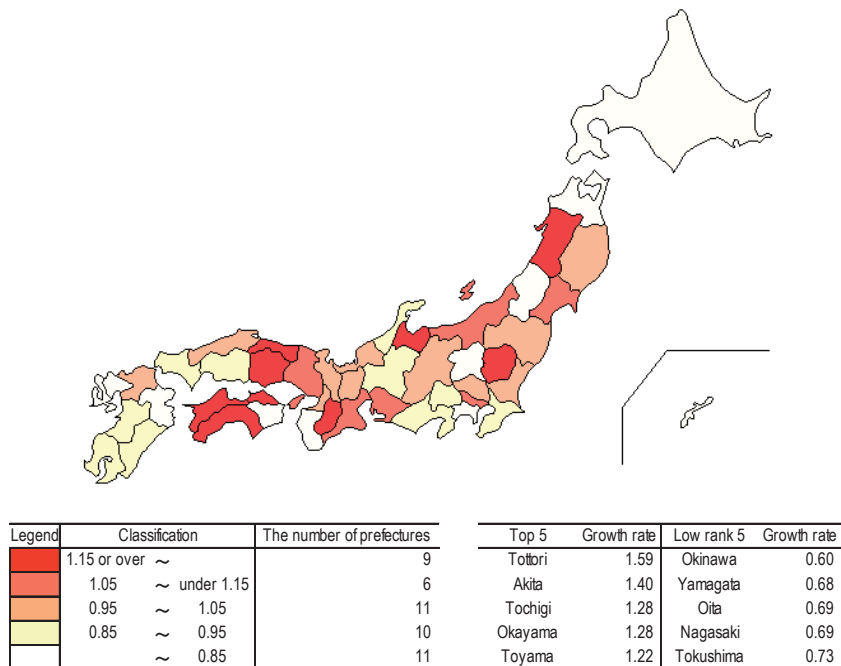 Legend Classification The number of prefectures
1.15 or over ~ 9
1.05 ~ under 1.15 6
0.95 ~ 1.05 11
0.85 ~ 0.95 10
~ 0.85 11
Top 5 Growth rate Low rank 5 Growth rate
Tottori 1.59 Okinawa 0.60
Akita 1.40 Yamagata 0.68
Tochigi 1.28 Oita 0.69
Okayama 1.28 Nagasaki 0.69
Toyama 1.22 Tokushima 0.73